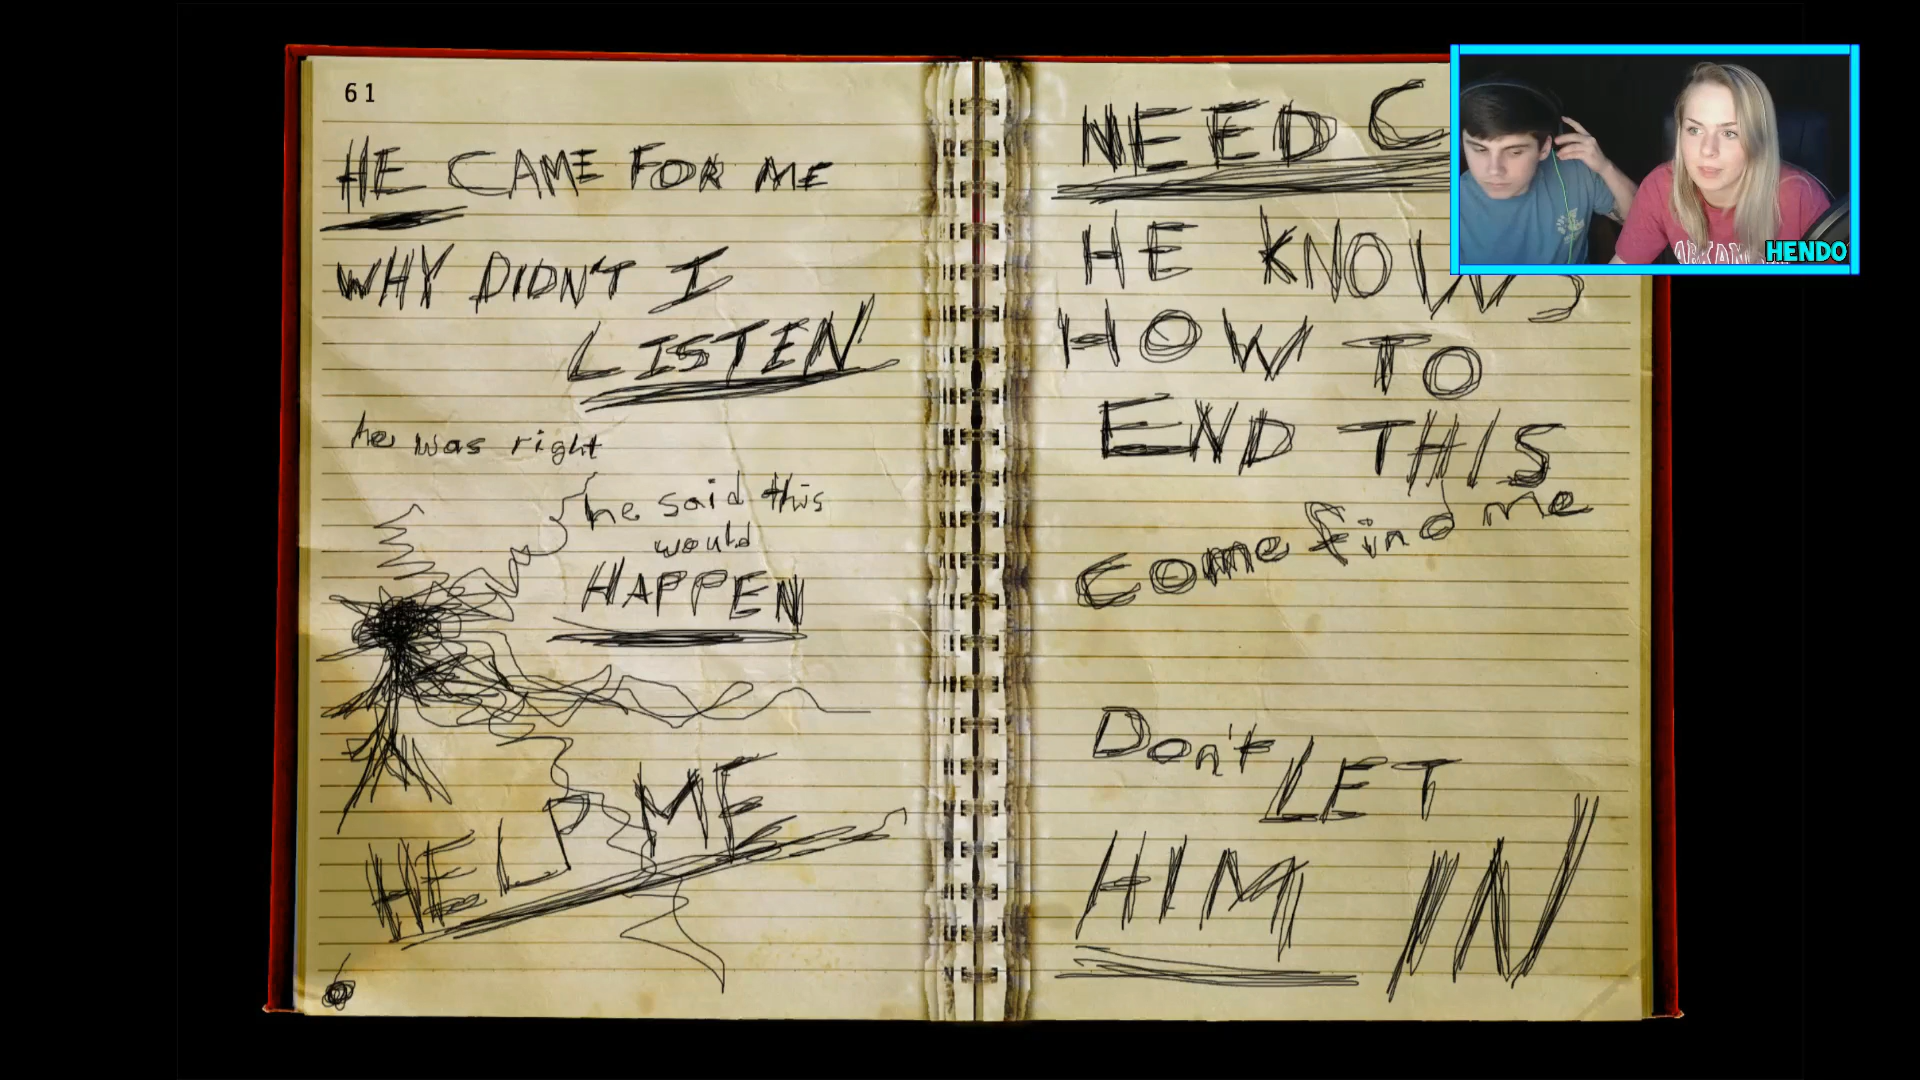 61
HE CAME FOR ME
WHY DIDN'T I
LISTEN
he was right
he said this
would
HAPPEN
HELP ME
NEED C
HE KNOWS
HOW TO
END THIS
come find me
Don't LET
HIM IN
HENDO